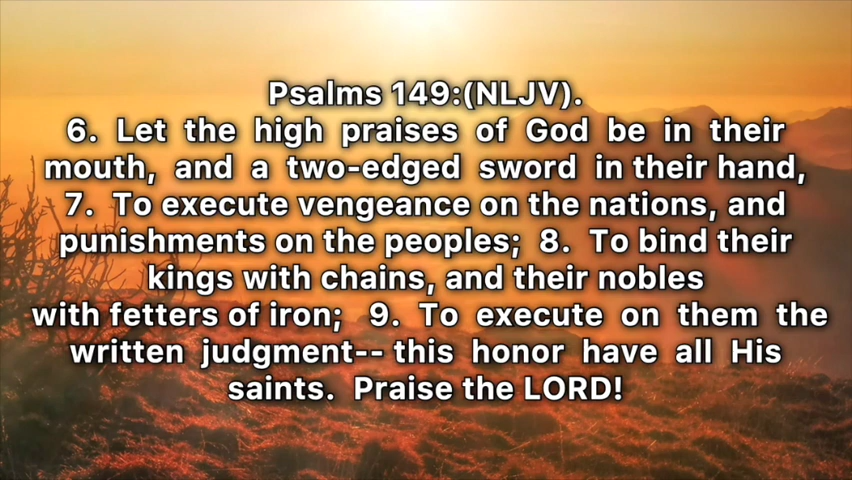 Psalms 149:(NLJV).
6. Let the high praises of God be in their
mouth, and a two-edged sword in their hand,
7. To execute vengeance on the nations, and
punishments on the peoples; 8. To bind their
kings with chains, and their nobles
with fetters of iron; 9. To execute on them the
written judgment-- this honor have all His
saints. Praise the LORD!